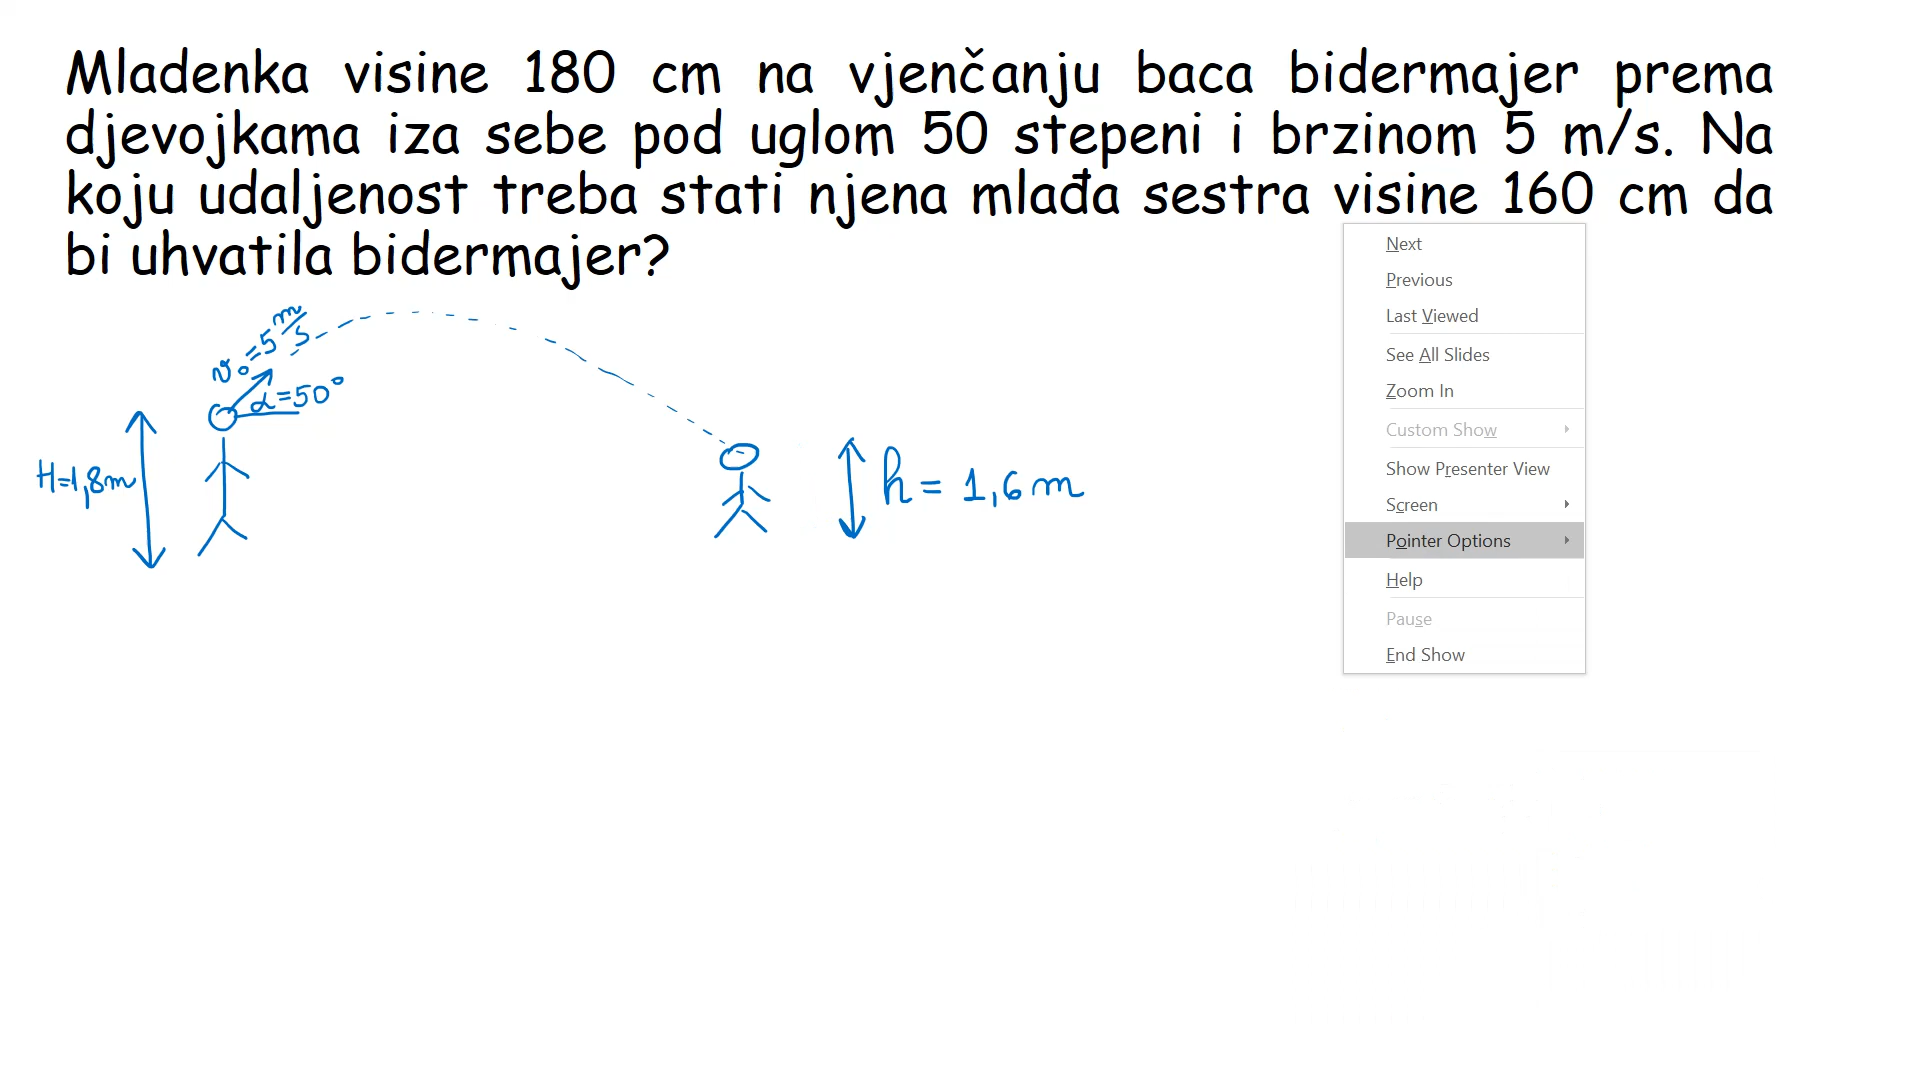 Mladenka visine 180 cm na vjenčanju baca bidermajer prema
djevojkama iza sebe pod uglom 50 stepeni i brzinom 5 m/s. Na
koju udaljenost treba stati njena mlađa sestra visine 160 cm da
bi uhvatila bidermajer?
v₀ = 5 m/s
α = 50°
H = 1,8 m
h = 1,6 m
Next
Previous
Last Viewed
See All Slides
Zoom In
Custom Show
Show Presenter View
Screen
Pointer Options
Help
Pause
End Show